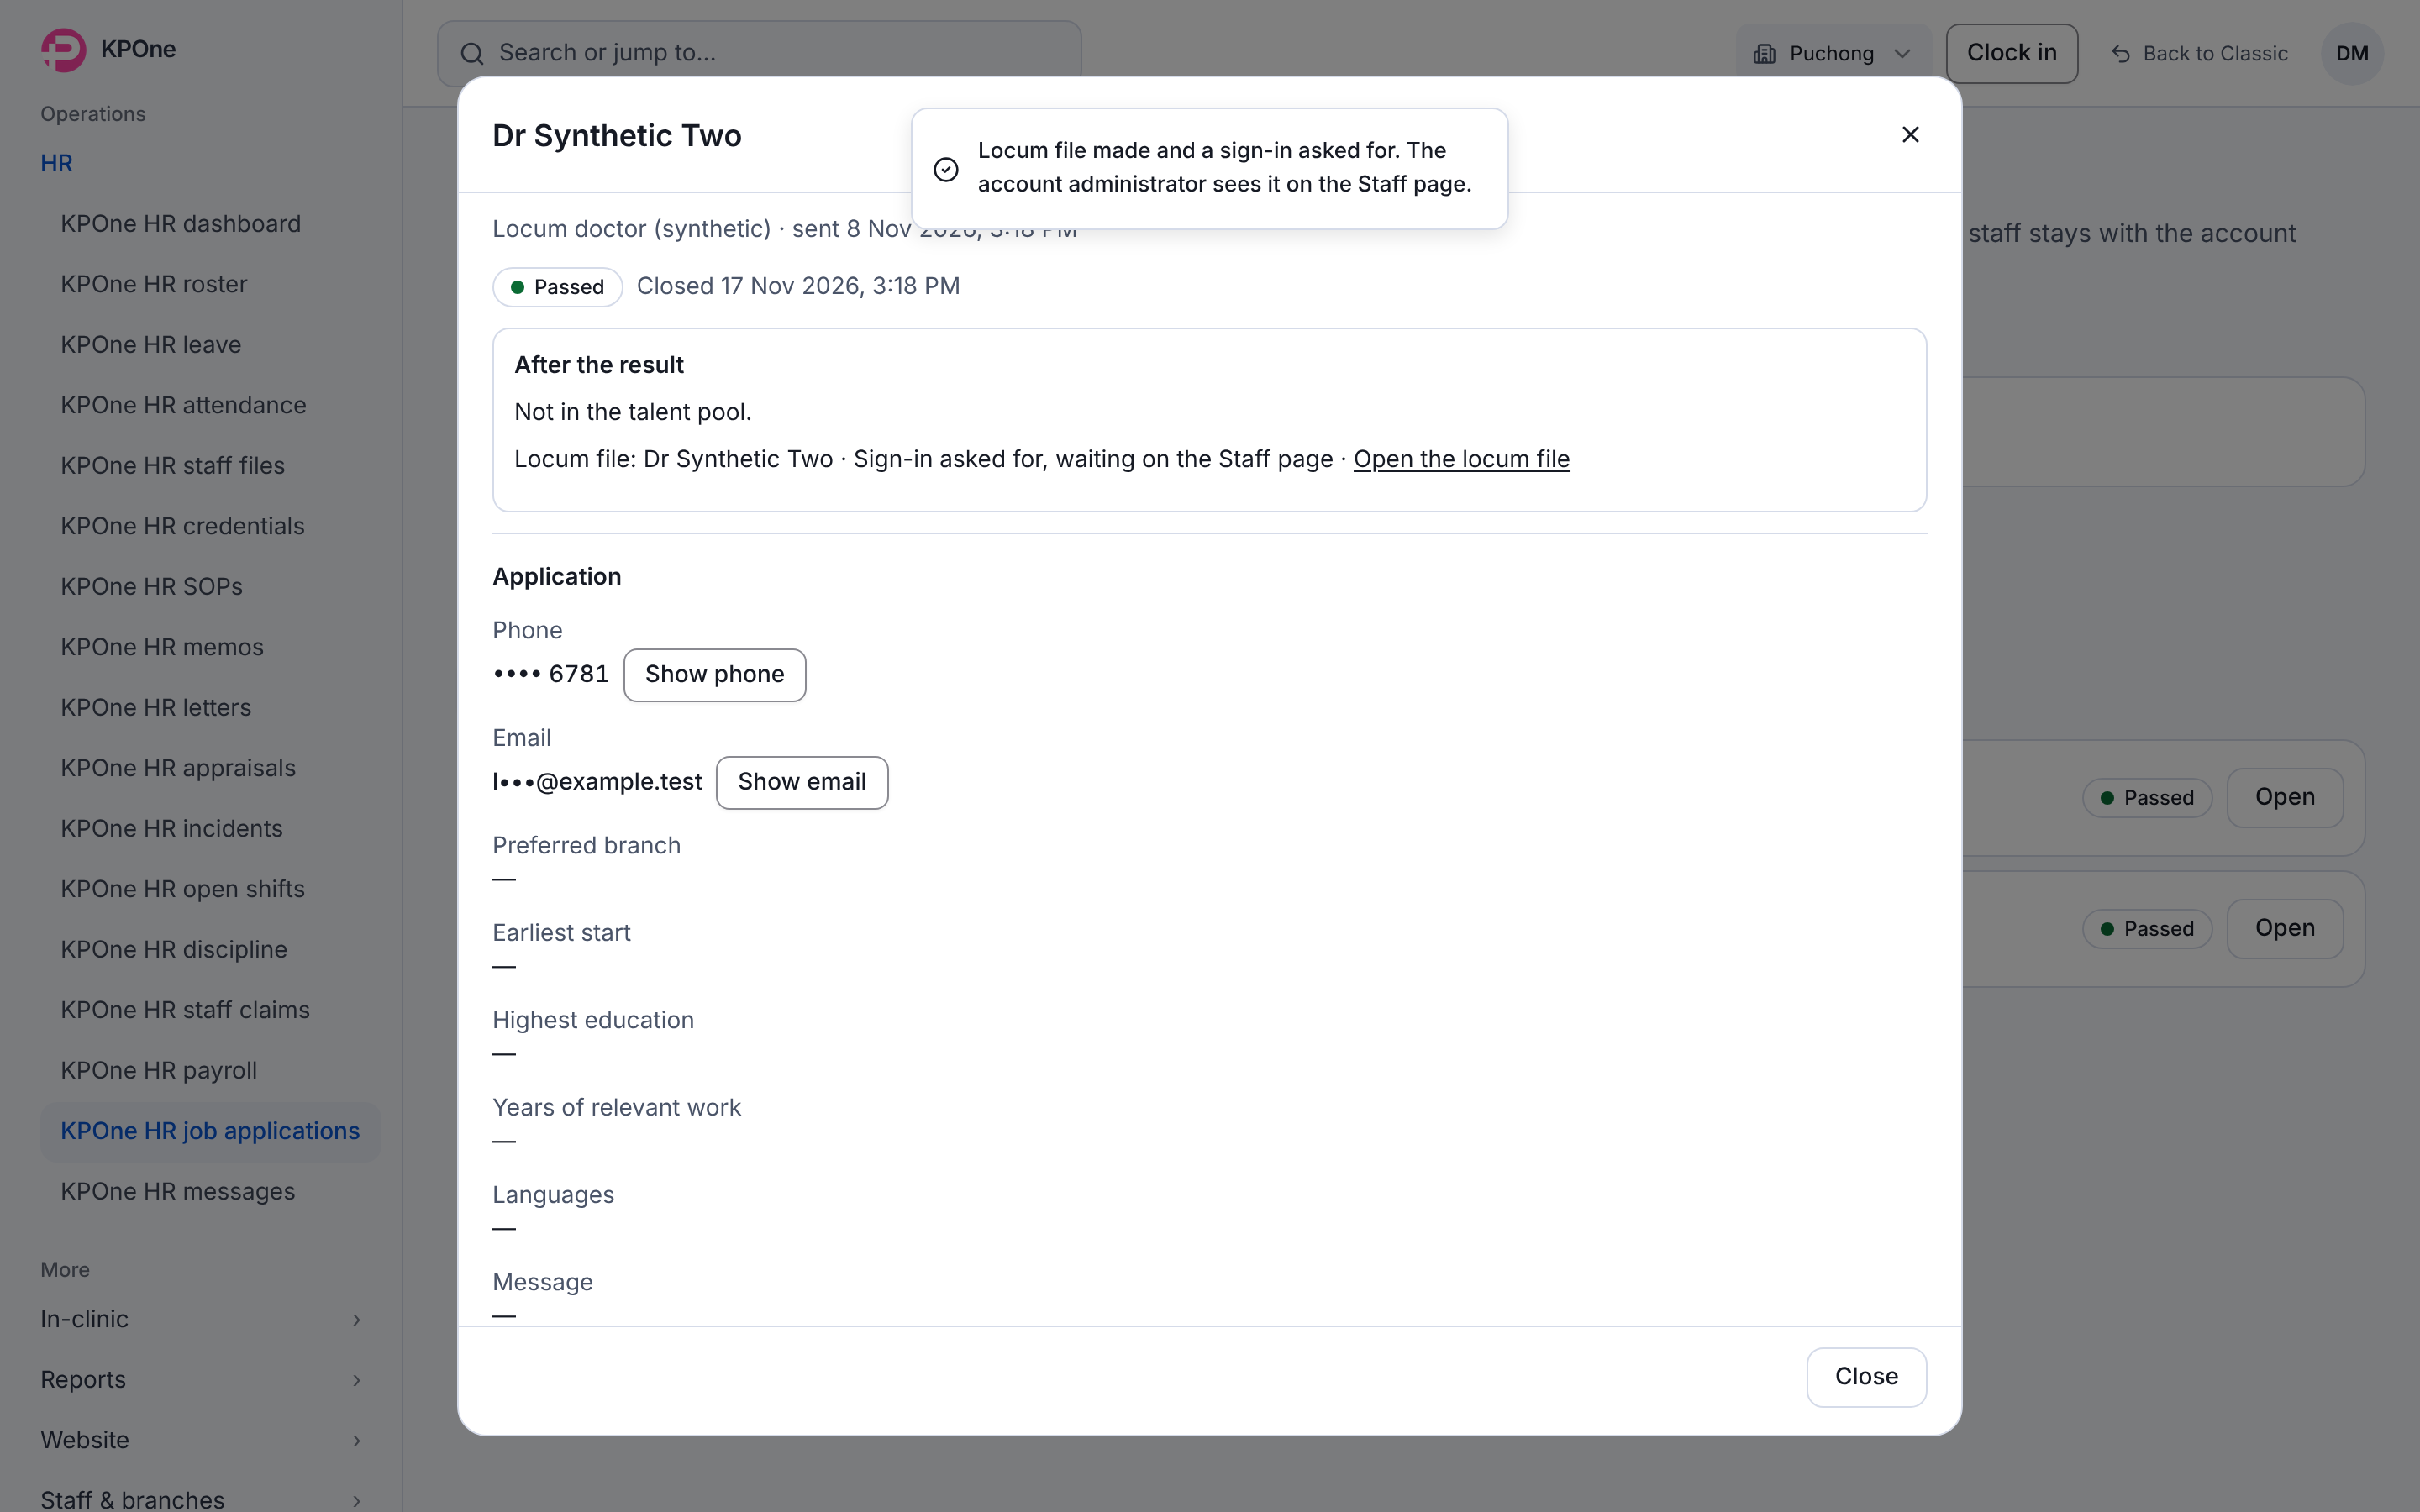 KPOne
Search or jump to...
Puchong
Clock in
Back to Classic
DM
Operations
HR
KPOne HR dashboard
KPOne HR roster
KPOne HR leave
KPOne HR attendance
KPOne HR staff files
KPOne HR credentials
KPOne HR SOPs
KPOne HR memos
KPOne HR letters
KPOne HR appraisals
KPOne HR incidents
KPOne HR open shifts
KPOne HR discipline
KPOne HR staff claims
KPOne HR payroll
KPOne HR job applications
KPOne HR messages
More
In-clinic
Reports
Website
Staff & branches
Dr Synthetic Two
Locum file made and a sign-in asked for. The
account administrator sees it on the Staff page.
Locum doctor (synthetic) · sent 8 Nov 2026, 3:18 PM
Passed
Closed 17 Nov 2026, 3:18 PM
After the result
Not in the talent pool.
Locum file: Dr Synthetic Two · Sign-in asked for, waiting on the Staff page · Open the locum file
Application
Phone
•••• 6781
Show phone
Email
l•••@example.test
Show email
Preferred branch
—
Earliest start
—
Highest education
—
Years of relevant work
—
Languages
—
Message
—
Close
staff stays with the account
Passed
Open
Passed
Open